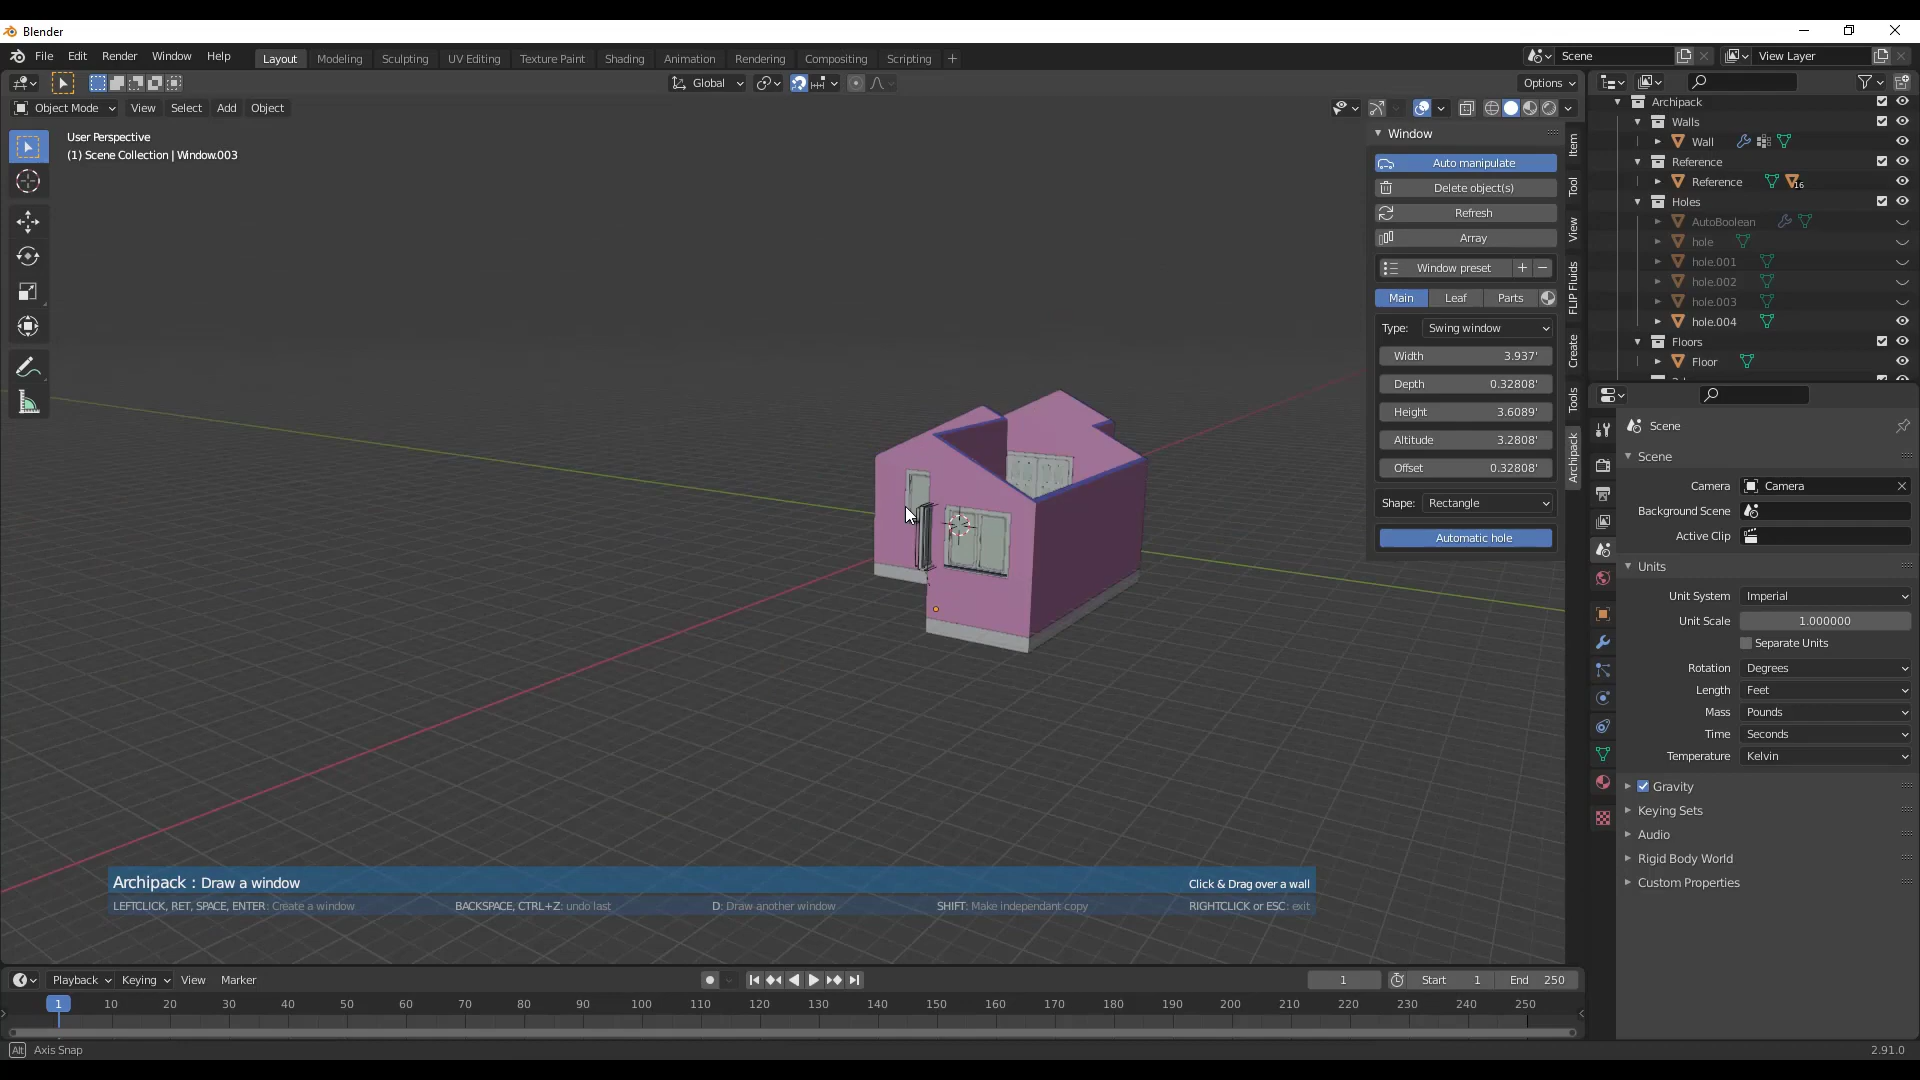 Blender
File Edit Render Window Help Layout Modeling Sculpting UV Editing Texture Paint Shading Animation Rendering Compositing Scripting + Scene View Layer
Global Options
Object Mode View Select Add Object
User Perspective
(1) Scene Collection | Window.003
Window
Auto manipulate
Delete object(s)
Refresh
Array
Window preset + −
Main Leaf Parts
Type: Swing window
Width 3.937'
Depth 0.32808'
Height 3.6089'
Altitude 3.2808'
Offset 0.32808'
Shape: Rectangle
Automatic hole
Item
Tool
View
FLIP Fluids
Create
Tools
Archipack
Archipack
Walls
Wall
Reference
Reference 16
Holes
AutoBoolean
hole
hole.001
hole.002
hole.003
hole.004
Floors
Floor
Scene
Scene
Camera Camera
Background Scene
Active Clip
Units
Unit System Imperial
Unit Scale 1.000000
Separate Units
Rotation Degrees
Length Feet
Mass Pounds
Time Seconds
Temperature Kelvin
Gravity
Keying Sets
Audio
Rigid Body World
Custom Properties
Archipack : Draw a window Click & Drag over a wall
LEFTCLICK, RET, SPACE, ENTER: Create a window BACKSPACE, CTRL+Z: undo last D: Draw another window SHIFT: Make independant copy RIGHTCLICK or ESC: exit
Playback Keying View Marker 1 Start 1 End 250
1 10 20 30 40 50 60 70 80 90 100 110 120 130 140 150 160 170 180 190 200 210 220 230 240 250
Alt Axis Snap 2.91.0